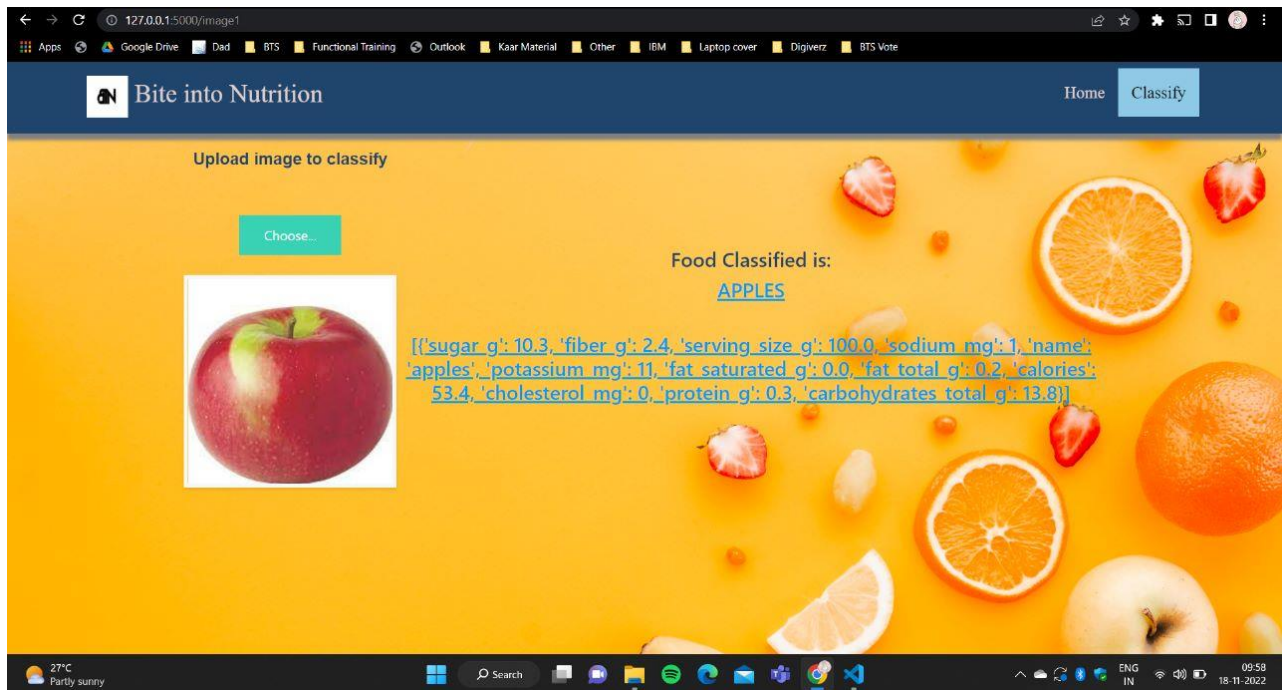 127.0.0.1:5000/image1
Apps Google Drive Dad BTS Functional Training Outlook Kaar Material Other IBM Laptop cover Digiverz BTS Vote
Bite into Nutrition
Home Classify
Upload image to classify
Choose...
Food Classified is:
APPLES
[{'sugar_g': 10.3, 'fiber_g': 2.4, 'serving_size_g': 100.0, 'sodium_mg': 1, 'name':
'apples', 'potassium_mg': 11, 'fat_saturated_g': 0.0, 'fat_total_g': 0.2, 'calories':
53.4, 'cholesterol_mg': 0, 'protein_g': 0.3, 'carbohydrates_total_g': 13.8}]
27°C
Partly sunny
Search
ENG
IN
09:58
18-11-2022